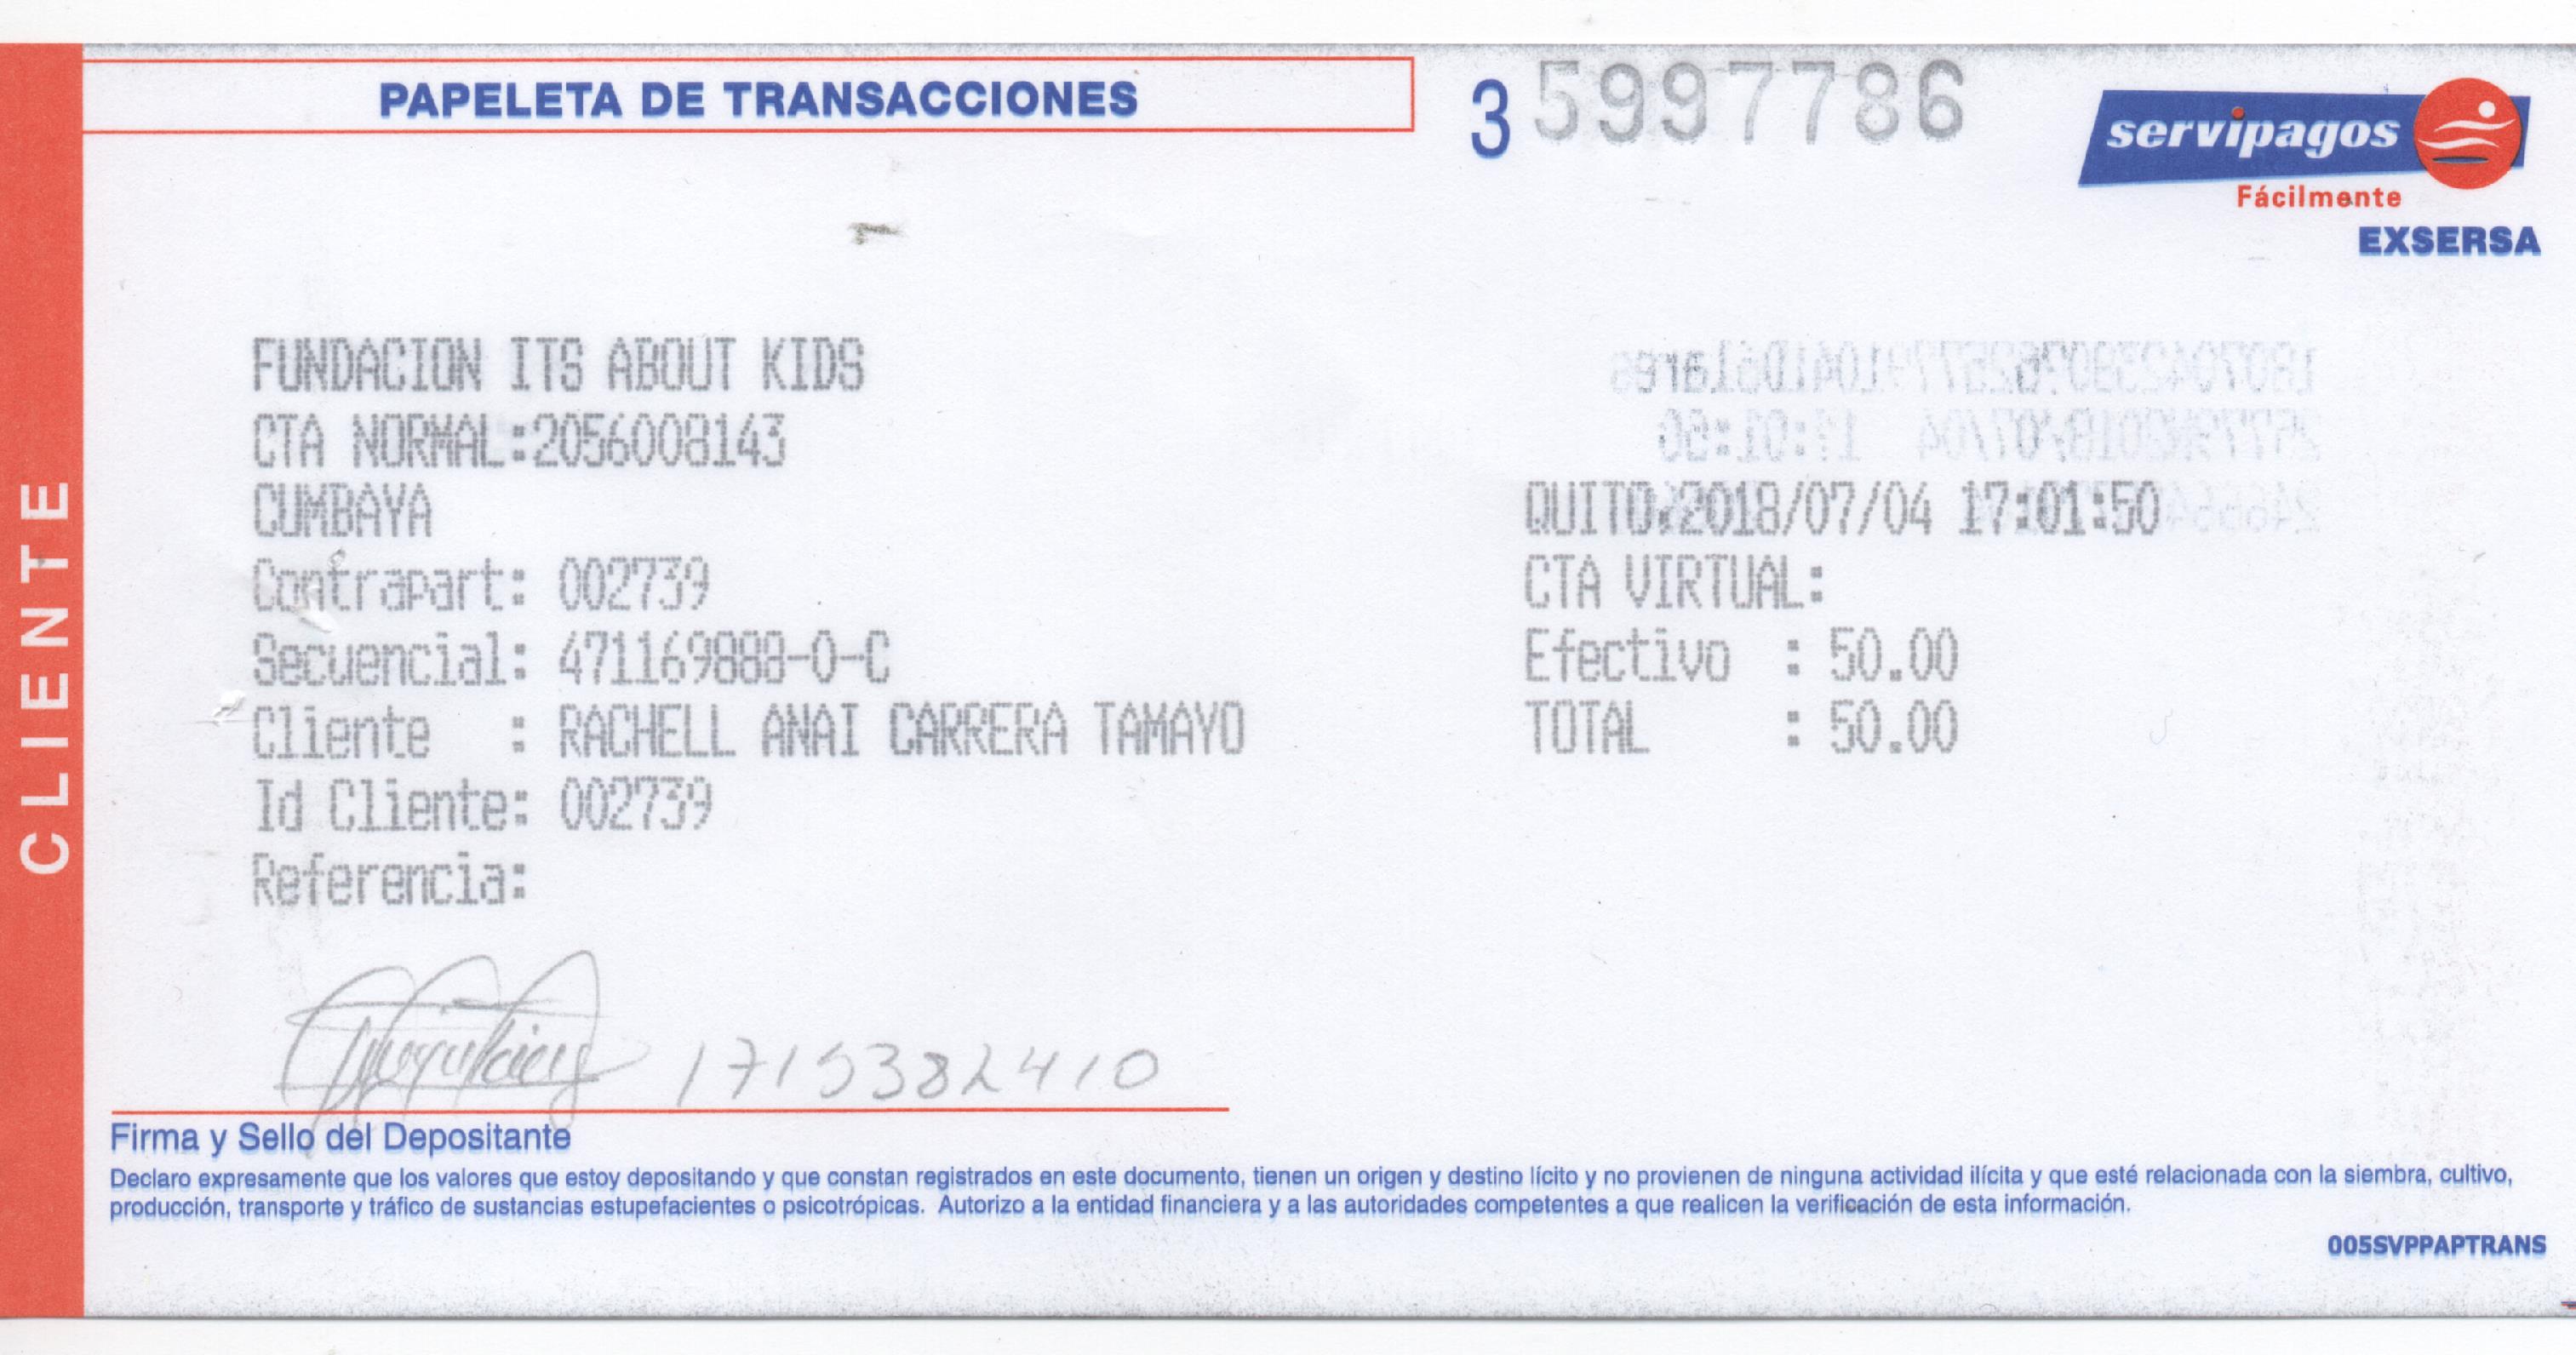 PAPELETA DE TRANSACCIONES
3 5997786
servipagos
Fácilmente
EXSERSA
CLIENTE
FUNDACION ITS ABOUT KIDS
CTA NORMAL:2056008143
CUMBAYA
QUITO,2018/07/04 17:01:50
Contrapart: 002739
CTA VIRTUAL:
Secuencial: 471169888-0-C
Efectivo : 50.00
Cliente : RACHELL ANAI CARRERA TAMAYO
TOTAL : 50.00
Id Cliente: 002739
Referencia:
1715382410
Firma y Sello del Depositante
Declaro expresamente que los valores que estoy depositando y que constan registrados en este documento, tienen un origen y destino lícito y no provienen de ninguna actividad ilícita y que esté relacionada con la siembra, cultivo,
producción, transporte y tráfico de sustancias estupefacientes o psicotrópicas. Autorizo a la entidad financiera y a las autoridades competentes a que realicen la verificación de esta información.
005SVPPAPTRANS